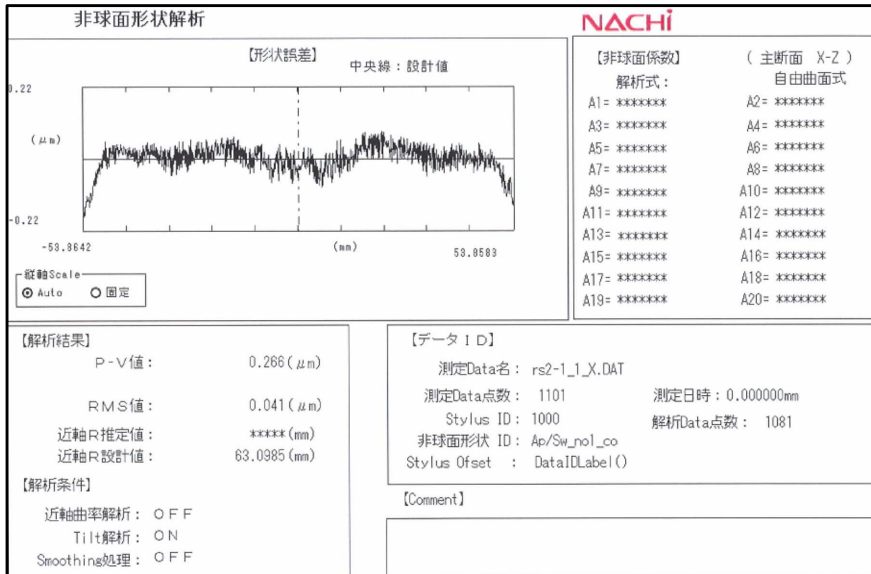 非球面形状解析
NACHi
【形状誤差】
中央線：設計値
0.22
(μm)
-0.22
-53.8642
(mm)
53.8583
縦軸Scale
Auto 固定
【非球面係数】 ( 主断面 X-Z )
解析式： 自由曲面式
A1= ******* A2= *******
A3= ******* A4= *******
A5= ******* A6= *******
A7= ******* A8= *******
A9= ******* A10= *******
A11= ******* A12= *******
A13= ******* A14= *******
A15= ******* A16= *******
A17= ******* A18= *******
A19= ******* A20= *******
【解析結果】
P-V値： 0.266(μm)
RMS値： 0.041(μm)
近軸R推定値： *****(mm)
近軸R設計値： 63.0985(mm)
【解析条件】
近軸曲率解析： OFF
Tilt解析： ON
Smoothing処理： OFF
【データID】
測定Data名： rs2-1_1_X.DAT
測定Data点数： 1101 測定日時：0.000000mm
Stylus ID： 1000 解析Data点数： 1081
非球面形状 ID： Ap/Sw_no1_co
Stylus Ofset ： DataIDLabel()
【Comment】